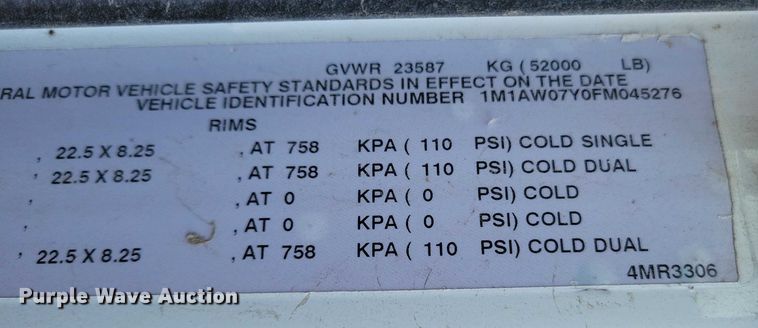 GVWR 23587 KG ( 52000 LB)
RAL MOTOR VEHICLE SAFETY STANDARDS IN EFFECT ON THE DATE
VEHICLE IDENTIFICATION NUMBER 1M1AW07Y0FM045276
RIMS
, 22.5 X 8.25 , AT 758 KPA ( 110 PSI) COLD SINGLE
, 22.5 X 8.25 , AT 758 KPA ( 110 PSI) COLD DUAL
, , AT 0 KPA ( 0 PSI) COLD
, , AT 0 KPA ( 0 PSI) COLD
, 22.5 X 8.25 , AT 758 KPA ( 110 PSI) COLD DUAL
4MR3306
Purple Wave Auction